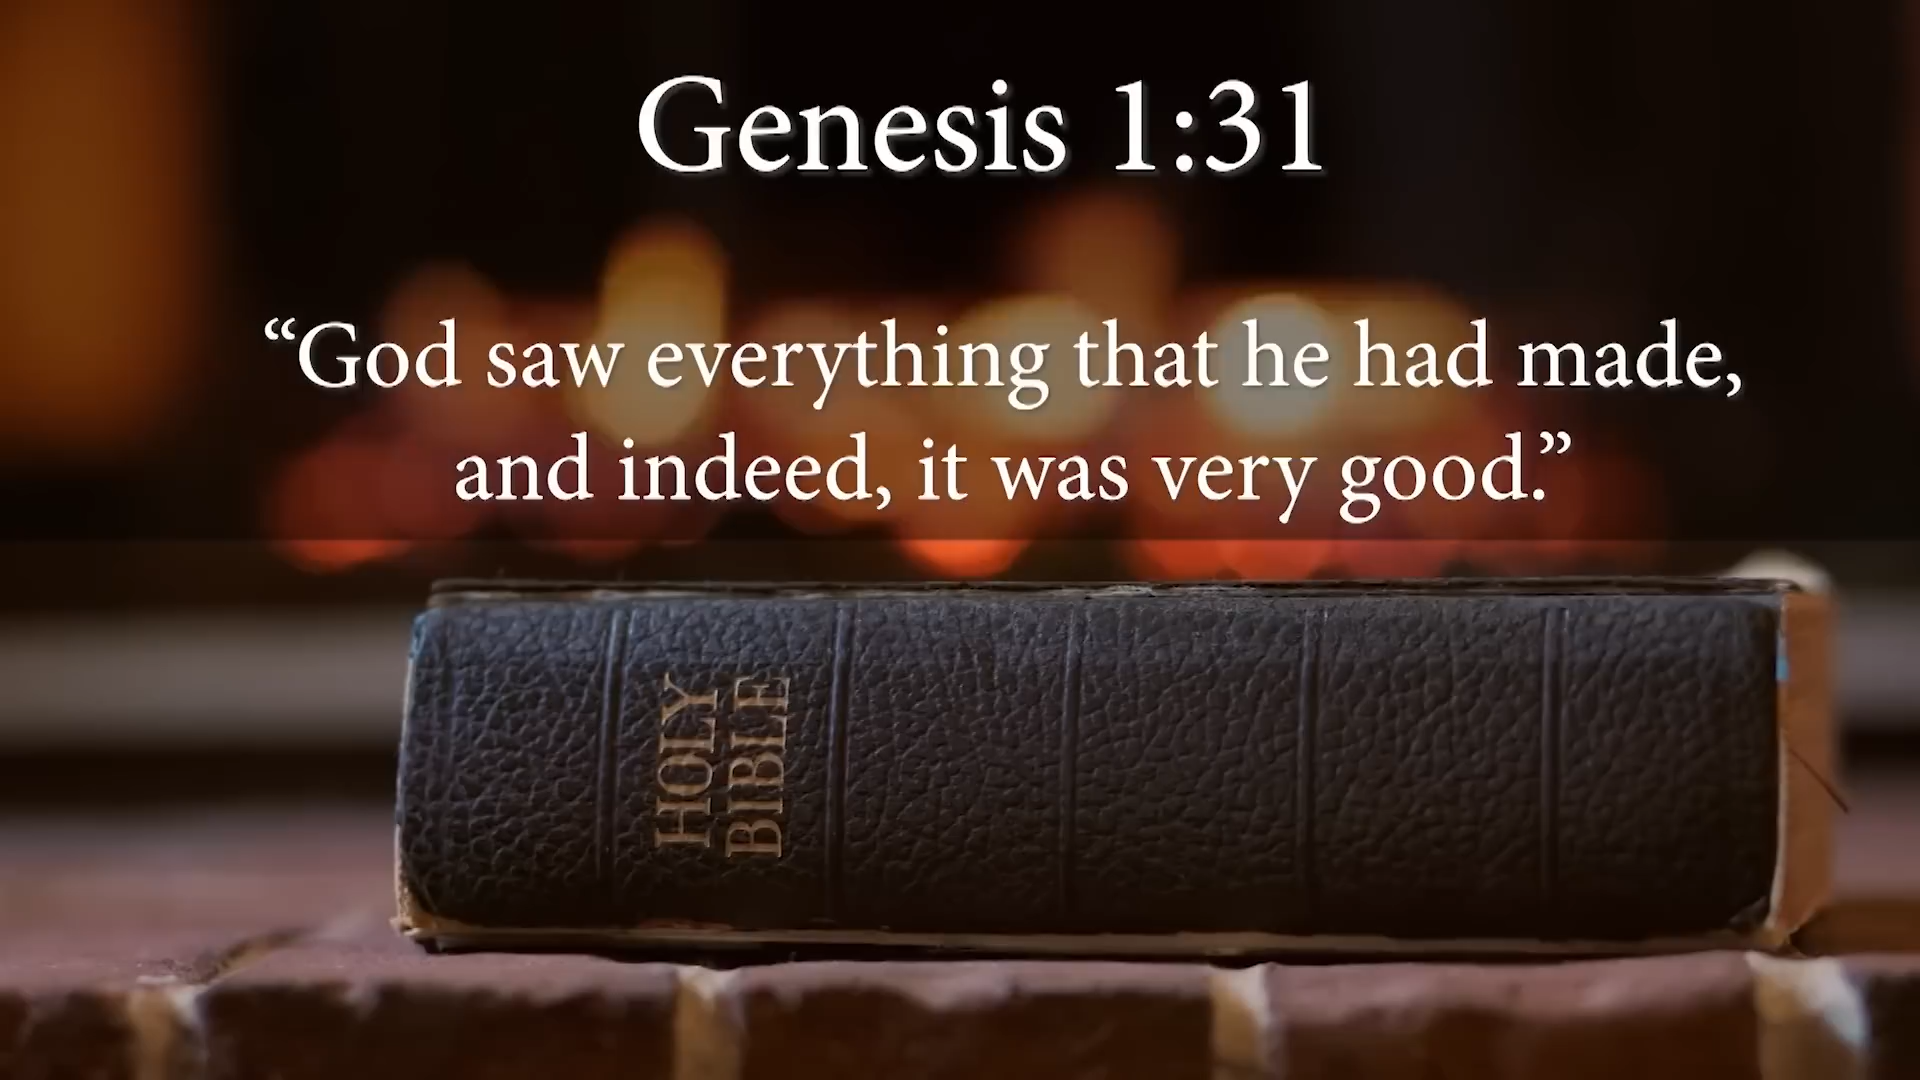 Genesis 1:31
“God saw everything that he had made,
and indeed, it was very good.”
HOLY
BIBLE